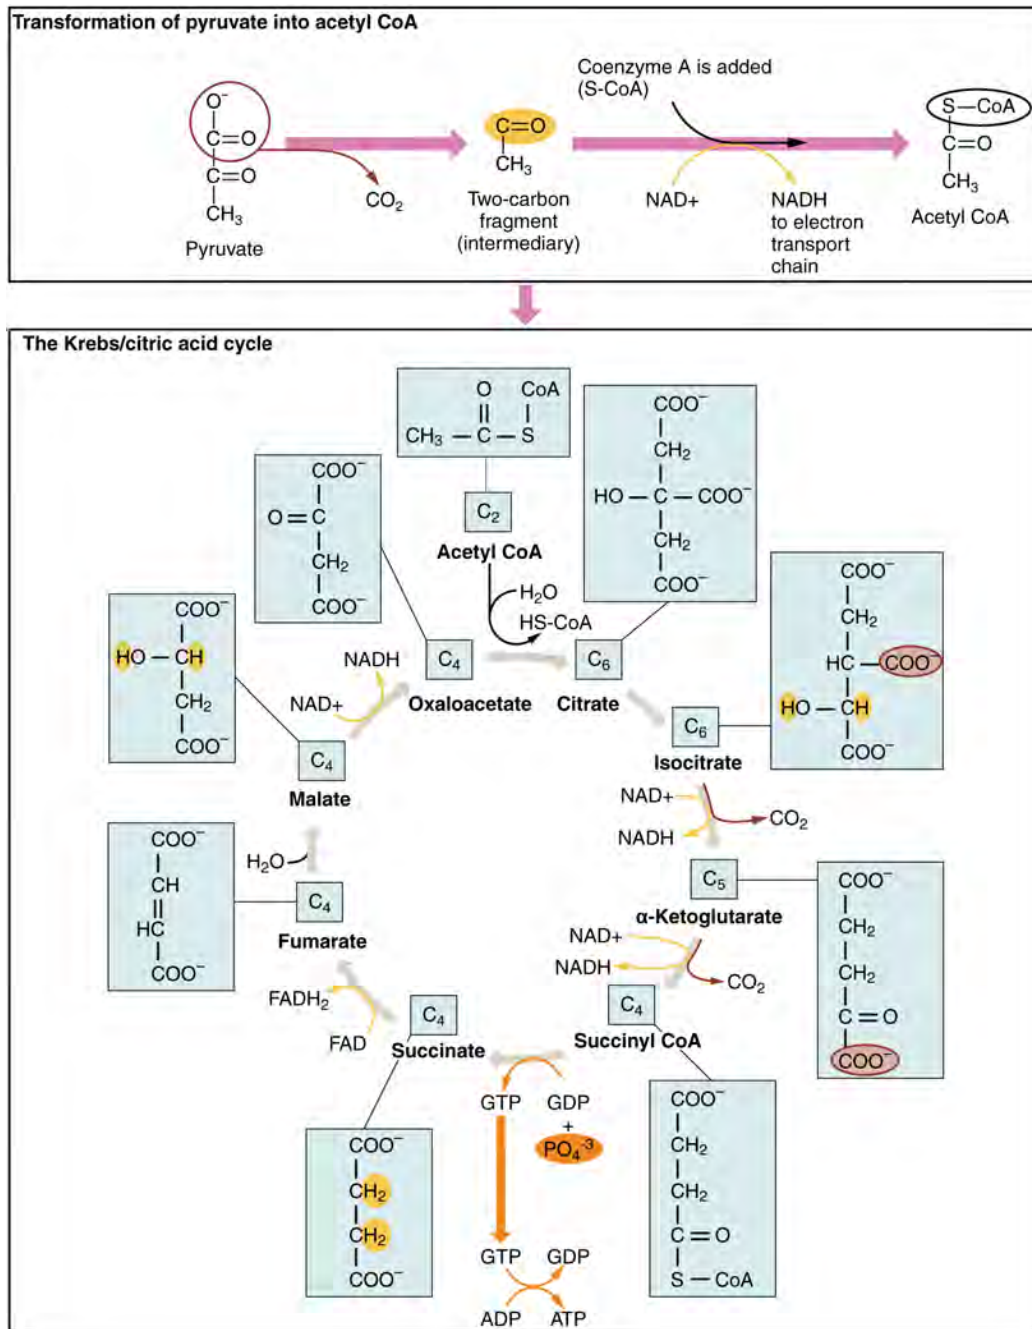 Transformation of pyruvate into acetyl CoA
O⁻
C=O
C=O
CH₃
Pyruvate
CO₂
C=O
CH₃
Two-carbon
fragment
(intermediary)
Coenzyme A is added
(S-CoA)
NAD+
NADH
to electron
transport
chain
S—CoA
C=O
CH₃
Acetyl CoA
The Krebs/citric acid cycle
O CoA
CH₃ — C — S
C₂
Acetyl CoA
H₂O
HS-CoA
COO⁻
O=C
CH₂
COO⁻
C₄
Oxaloacetate
COO⁻
CH₂
HO — C — COO⁻
CH₂
COO⁻
C₆
Citrate
COO⁻
CH₂
HC — COO⁻
HO — CH
COO⁻
C₆
Isocitrate
NAD+
NADH
CO₂
C₅
α-Ketoglutarate
COO⁻
CH₂
CH₂
C=O
COO⁻
NAD+
NADH
CO₂
C₄
Succinyl CoA
COO⁻
CH₂
CH₂
C=O
S — CoA
GTP GDP
+
PO₄⁻³
GTP GDP
ADP ATP
C₄
Succinate
COO⁻
CH₂
CH₂
COO⁻
FADH₂
FAD
C₄
Fumarate
COO⁻
CH
HC
COO⁻
H₂O
C₄
Malate
COO⁻
HO — CH
CH₂
COO⁻
NAD+
NADH